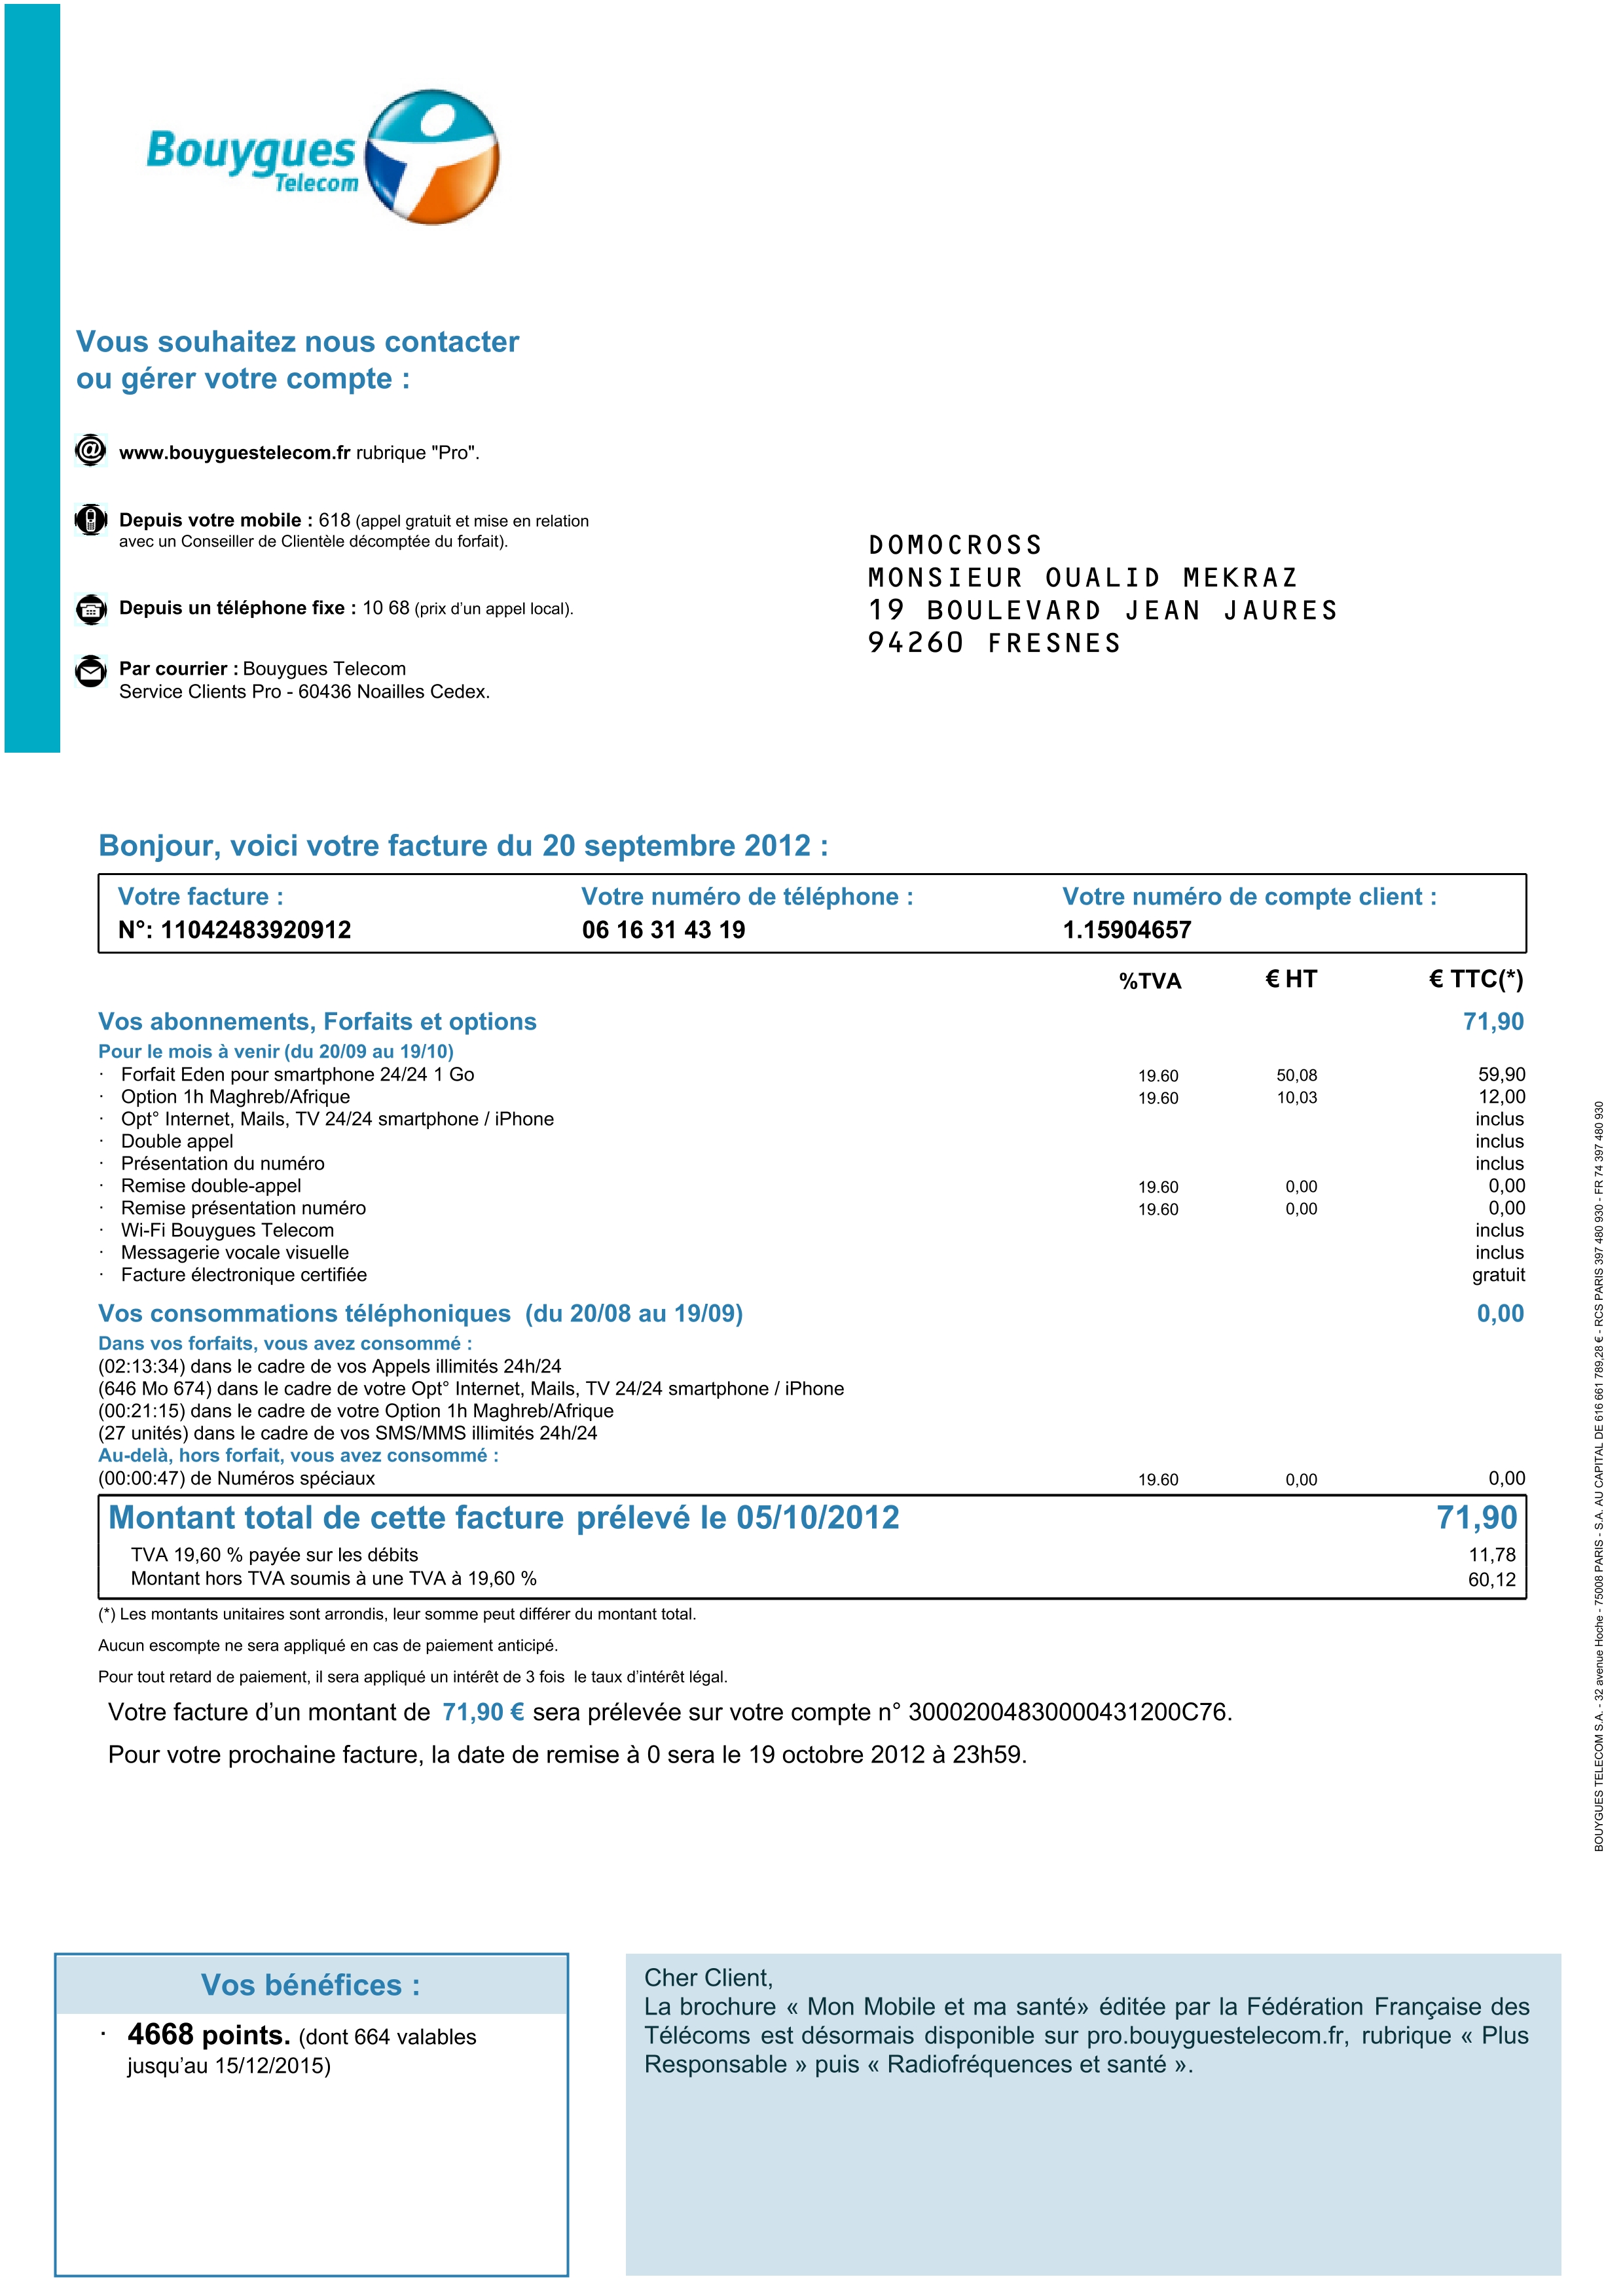 Bouygues
Telecom
Vous souhaitez nous contacter
ou gérer votre compte :
www.bouyguestelecom.fr rubrique "Pro".
Depuis votre mobile : 618 (appel gratuit et mise en relation
avec un Conseiller de Clientèle décomptée du forfait).
Depuis un téléphone fixe : 10 68 (prix d'un appel local).
Par courrier : Bouygues Telecom
Service Clients Pro - 60436 Noailles Cedex.
DOMOCROSS
MONSIEUR OUALID MEKRAZ
19 BOULEVARD JEAN JAURES
94260 FRESNES
Bonjour, voici votre facture du 20 septembre 2012 :
Votre facture : Votre numéro de téléphone : Votre numéro de compte client :
N°: 11042483920912 06 16 31 43 19 1.15904657
%TVA € HT € TTC(*)
Vos abonnements, Forfaits et options 71,90
Pour le mois à venir (du 20/09 au 19/10)
· Forfait Eden pour smartphone 24/24 1 Go 19.60 50,08 59,90
· Option 1h Maghreb/Afrique 19.60 10,03 12,00
· Opt° Internet, Mails, TV 24/24 smartphone / iPhone inclus
· Double appel inclus
· Présentation du numéro inclus
· Remise double-appel 19.60 0,00 0,00
· Remise présentation numéro 19.60 0,00 0,00
· Wi-Fi Bouygues Telecom inclus
· Messagerie vocale visuelle inclus
· Facture électronique certifiée gratuit
Vos consommations téléphoniques (du 20/08 au 19/09) 0,00
Dans vos forfaits, vous avez consommé :
(02:13:34) dans le cadre de vos Appels illimités 24h/24
(646 Mo 674) dans le cadre de votre Opt° Internet, Mails, TV 24/24 smartphone / iPhone
(00:21:15) dans le cadre de votre Option 1h Maghreb/Afrique
(27 unités) dans le cadre de vos SMS/MMS illimités 24h/24
Au-delà, hors forfait, vous avez consommé :
(00:00:47) de Numéros spéciaux 19.60 0,00 0,00
Montant total de cette facture prélevé le 05/10/2012 71,90
TVA 19,60 % payée sur les débits 11,78
Montant hors TVA soumis à une TVA à 19,60 % 60,12
(*) Les montants unitaires sont arrondis, leur somme peut différer du montant total.
Aucun escompte ne sera appliqué en cas de paiement anticipé.
Pour tout retard de paiement, il sera appliqué un intérêt de 3 fois le taux d'intérêt légal.
Votre facture d'un montant de 71,90 € sera prélevée sur votre compte n° 30002004830000431200C76.
Pour votre prochaine facture, la date de remise à 0 sera le 19 octobre 2012 à 23h59.
BOUYGUES TELECOM S.A. - 32 avenue Hoche - 75008 PARIS - S.A. AU CAPITAL DE 616 661 789,28 € - RCS PARIS 397 480 930 - FR 74 397 480 930
Vos bénéfices :
· 4668 points. (dont 664 valables
jusqu'au 15/12/2015)
Cher Client,
La brochure « Mon Mobile et ma santé» éditée par la Fédération Française des
Télécoms est désormais disponible sur pro.bouyguestelecom.fr, rubrique « Plus
Responsable » puis « Radiofréquences et santé ».